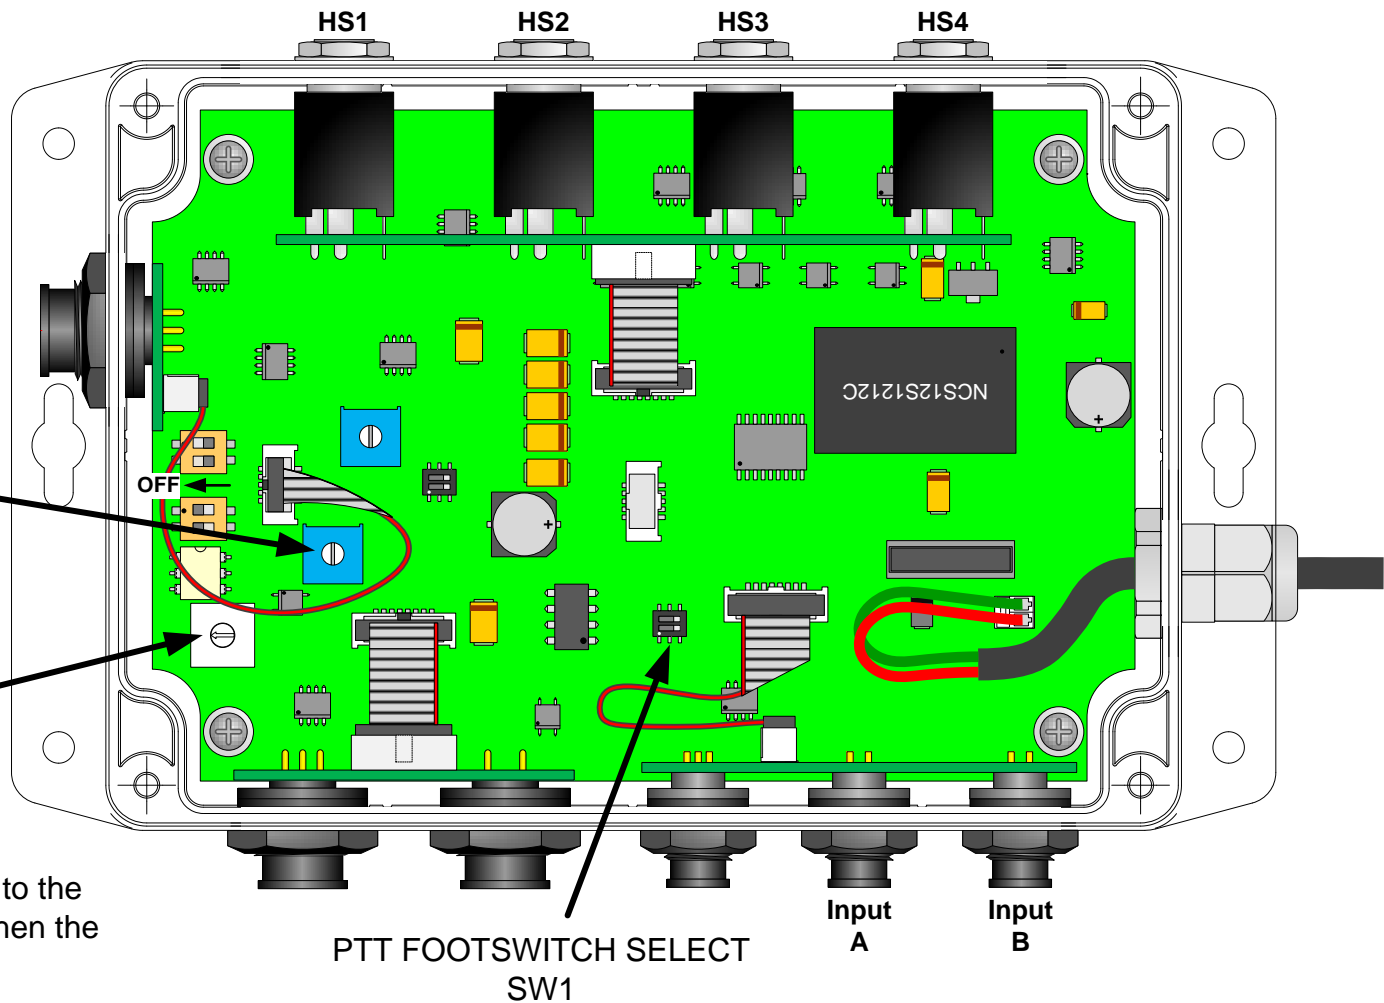 HS1 HS2 HS3 HS4
NCS12S1212C
OFF
to the
hen the
PTT FOOTSWITCH SELECT
SW1
Input
A
Input
B